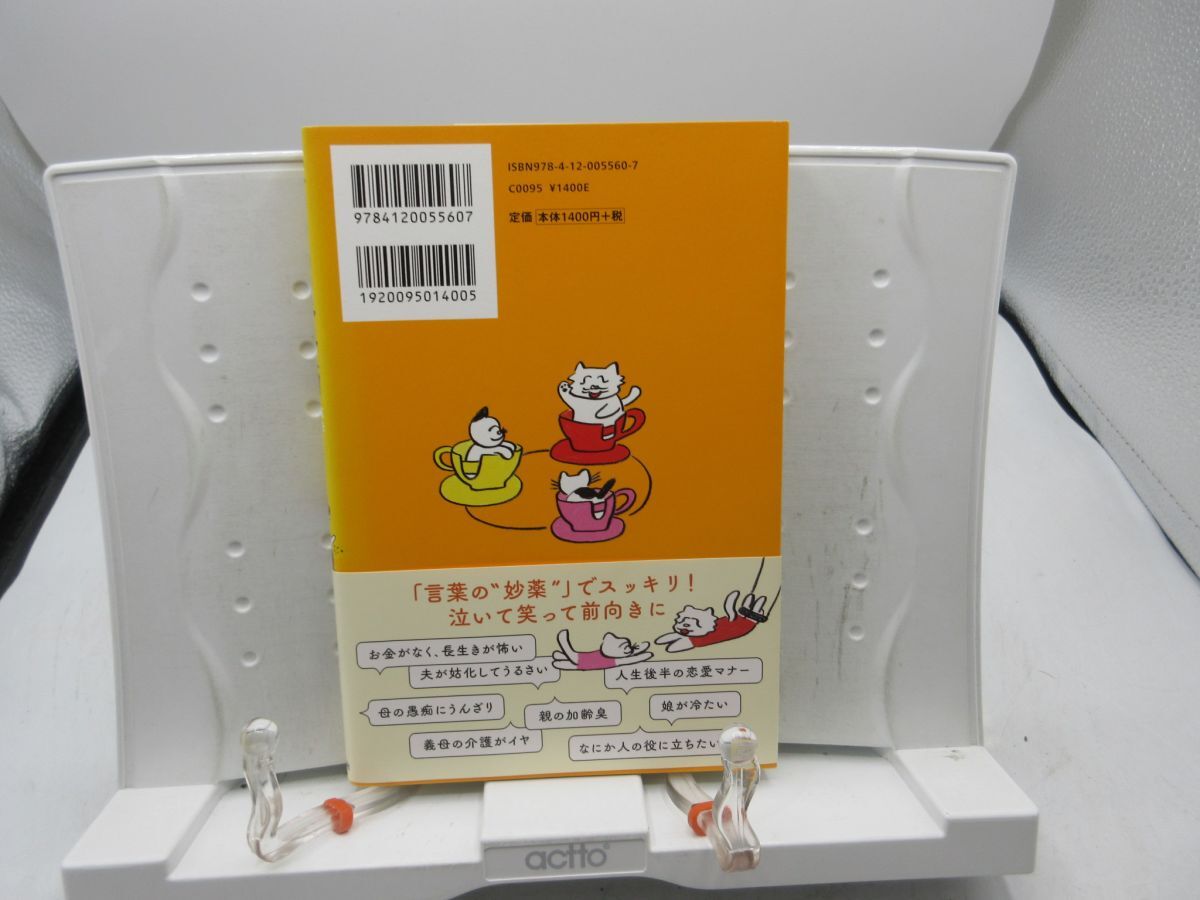 9784120055607
1920095014005
ISBN978-4-12-005560-7
C0095 ¥1400E
定価 本体1400円+税
「言葉の“妙薬”」でスッキリ!
泣いて笑って前向きに
お金がなく、長生きが怖い
夫が姑化してうるさい
人生後半の恋愛マナー
母の愚痴にうんざり
親の加齢臭
娘が冷たい
義母の介護がイヤ
なにか人の役に立ちたい
actto